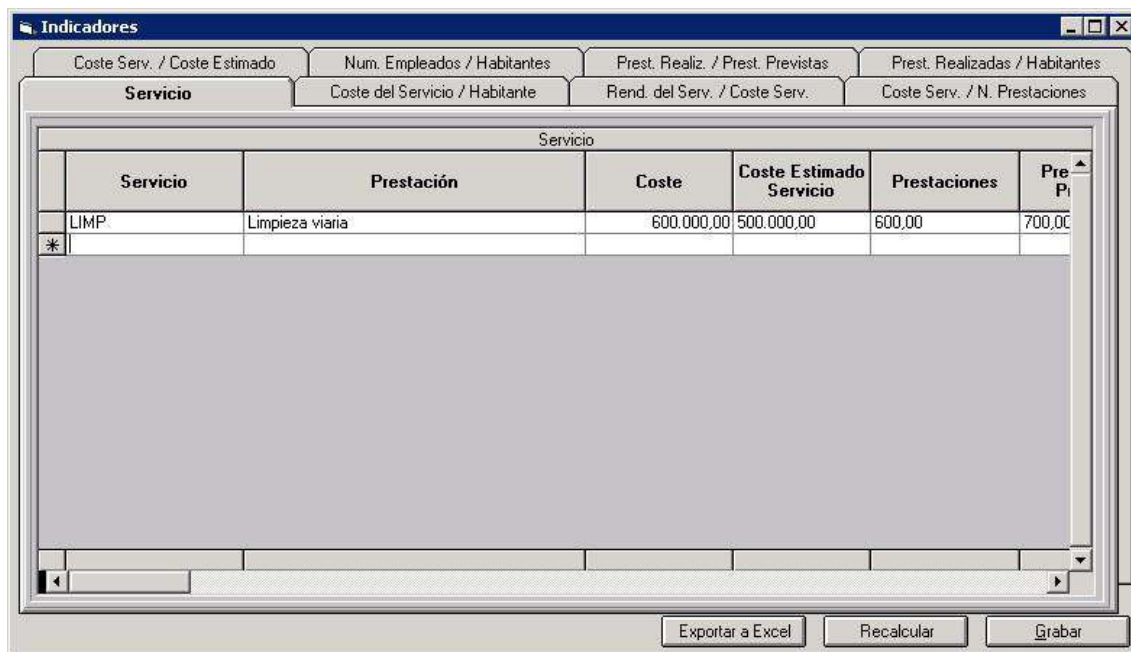 Indicadores
Coste Serv. / Coste Estimado Num. Empleados / Habitantes Prest. Realiz. / Prest. Previstas Prest. Realizadas / Habitantes
Servicio Coste del Servicio / Habitante Rend. del Serv. / Coste Serv. Coste Serv. / N. Prestaciones
Servicio
Servicio Prestación Coste Coste Estimado Servicio Prestaciones
LIMP Limpieza viaria 600.000,00 500.000,00 600,00 700,00
Exportar a Excel Recalcular Grabar